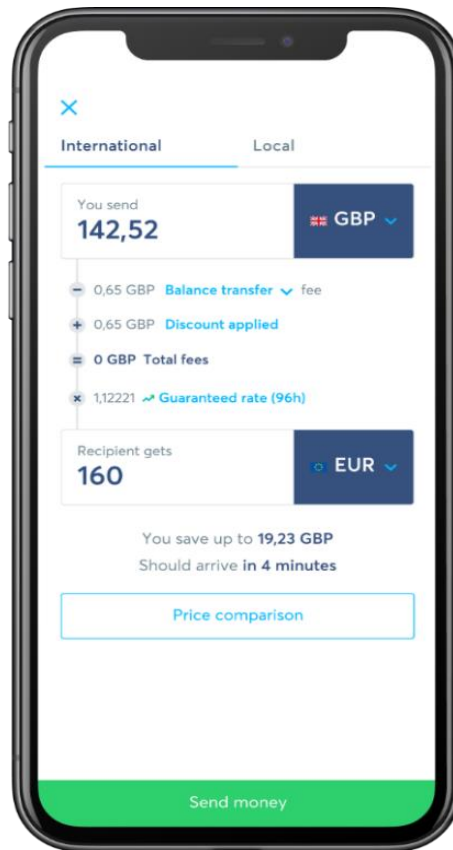 International Local
You send
142,52
GBP
0,65 GBP Balance transfer fee
0,65 GBP Discount applied
0 GBP Total fees
1,12221 Guaranteed rate (96h)
Recipient gets
160
EUR
You save up to 19,23 GBP
Should arrive in 4 minutes
Price comparison
Send money